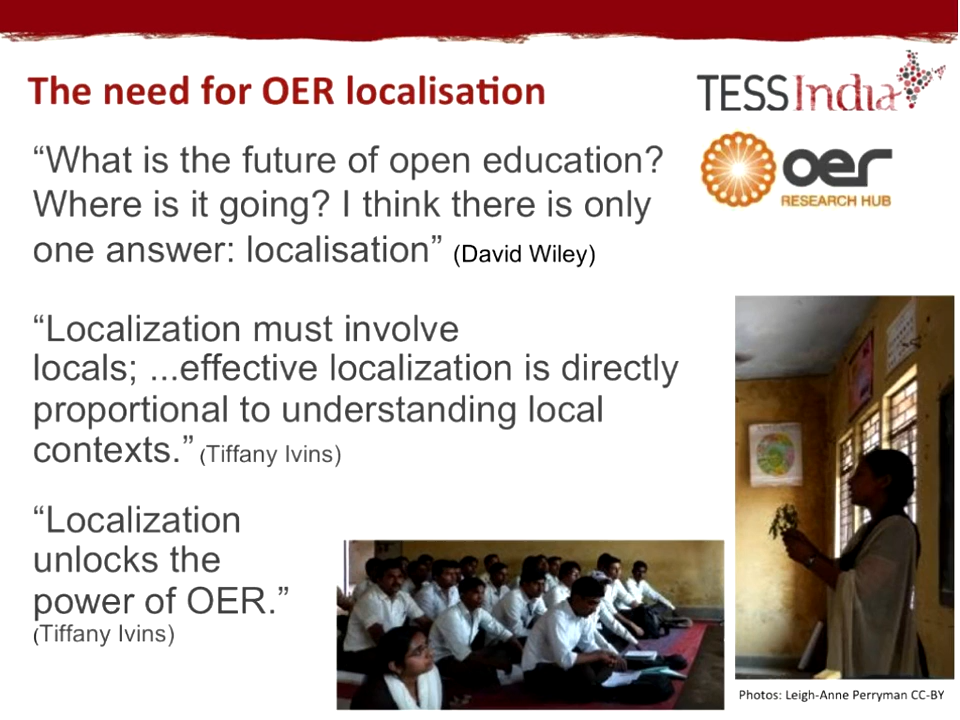 The need for OER localisation
TESSIndia
oer
RESEARCH HUB
“What is the future of open education?
Where is it going? I think there is only
one answer: localisation” (David Wiley)
“Localization must involve
locals; ...effective localization is directly
proportional to understanding local
contexts.” (Tiffany Ivins)
“Localization
unlocks the
power of OER.”
(Tiffany Ivins)
Photos: Leigh-Anne Perryman CC-BY